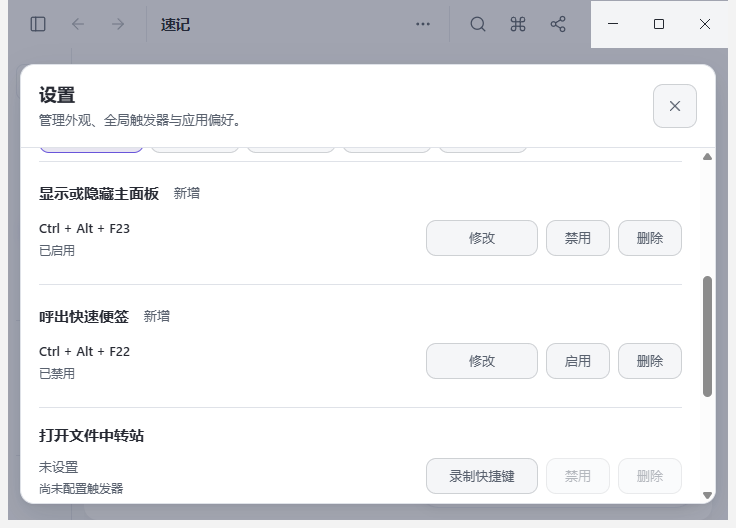 速记
设置
管理外观、全局触发器与应用偏好。
显示或隐藏主面板 新增
Ctrl + Alt + F23
已启用
修改 禁用 删除
呼出快速便签 新增
Ctrl + Alt + F22
已禁用
修改 启用 删除
打开文件中转站
未设置
尚未配置触发器
录制快捷键 禁用 删除